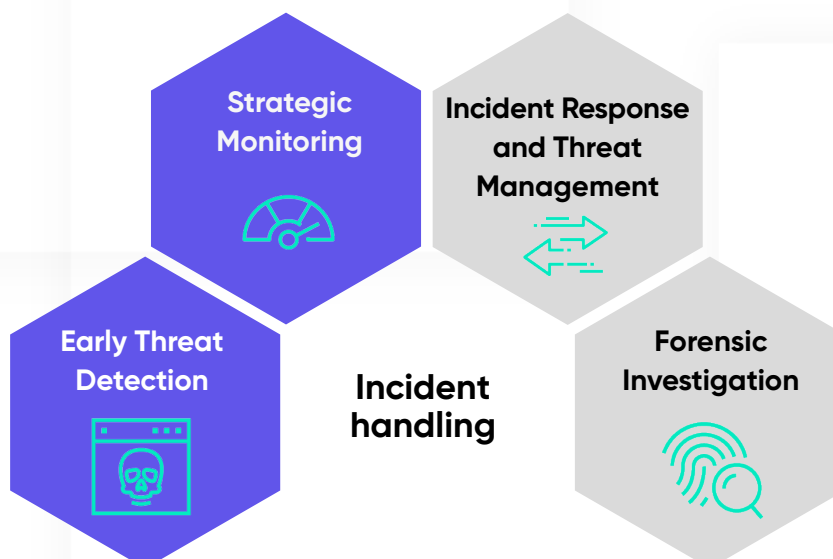 Strategic
Monitoring
Incident Response
and Threat
Management
Early Threat
Detection
Incident
handling
Forensic
Investigation